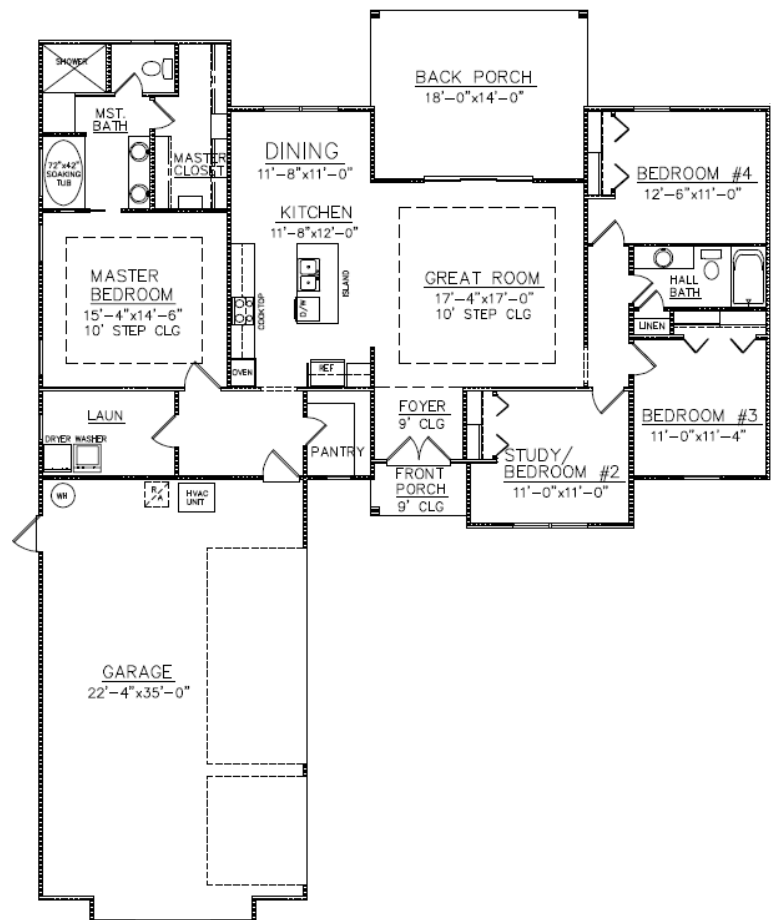 SHOWER
MST.
BATH
72"x42"
SOAKING
TUB
MASTER
CLOSET
BACK PORCH
18'-0"x14'-0"
DINING
11'-8"x11'-0"
KITCHEN
11'-8"x12'-0"
COOKTOP
D/W
ISLAND
OVEN
REF
MASTER
BEDROOM
15'-4"x14'-6"
10' STEP CLG
GREAT ROOM
17'-4"x17'-0"
10' STEP CLG
BEDROOM #4
12'-6"x11'-0"
HALL
BATH
LINEN
BEDROOM #3
11'-0"x11'-4"
LAUN
DRYER WASHER
PANTRY
FOYER
9' CLG
FRONT
PORCH
9' CLG
STUDY/
BEDROOM #2
11'-0"x11'-0"
WH
R/A
HVAC
UNIT
GARAGE
22'-4"x35'-0"